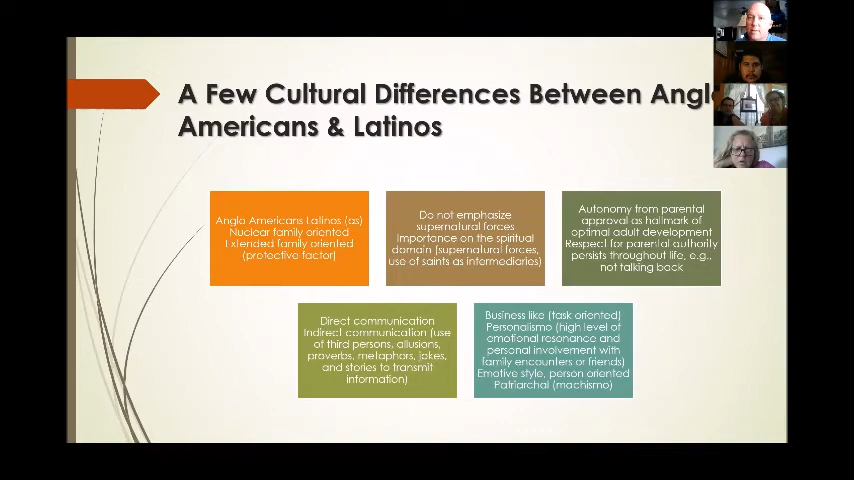 A Few Cultural Differences Between Anglo
Americans & Latinos
Anglo Americans Latinos (as)
Nuclear family oriented
Extended family oriented
(protective factor)
Do not emphasize
supernatural forces
Importance on the spiritual
domain (supernatural forces,
use of saints as intermediaries)
Autonomy from parental
approval as hallmark of
optimal adult development
Respect for parental authority
persists throughout life, e.g.,
not talking back
Direct communication
Indirect communication (use
of third persons, allusions,
proverbs, metaphors, jokes,
and stories to transmit
information)
Business like (task oriented)
Personalismo (high level of
emotional resonance and
personal involvement with
family encounters or friends)
Emotive style, person oriented
Patriarchal (machismo)